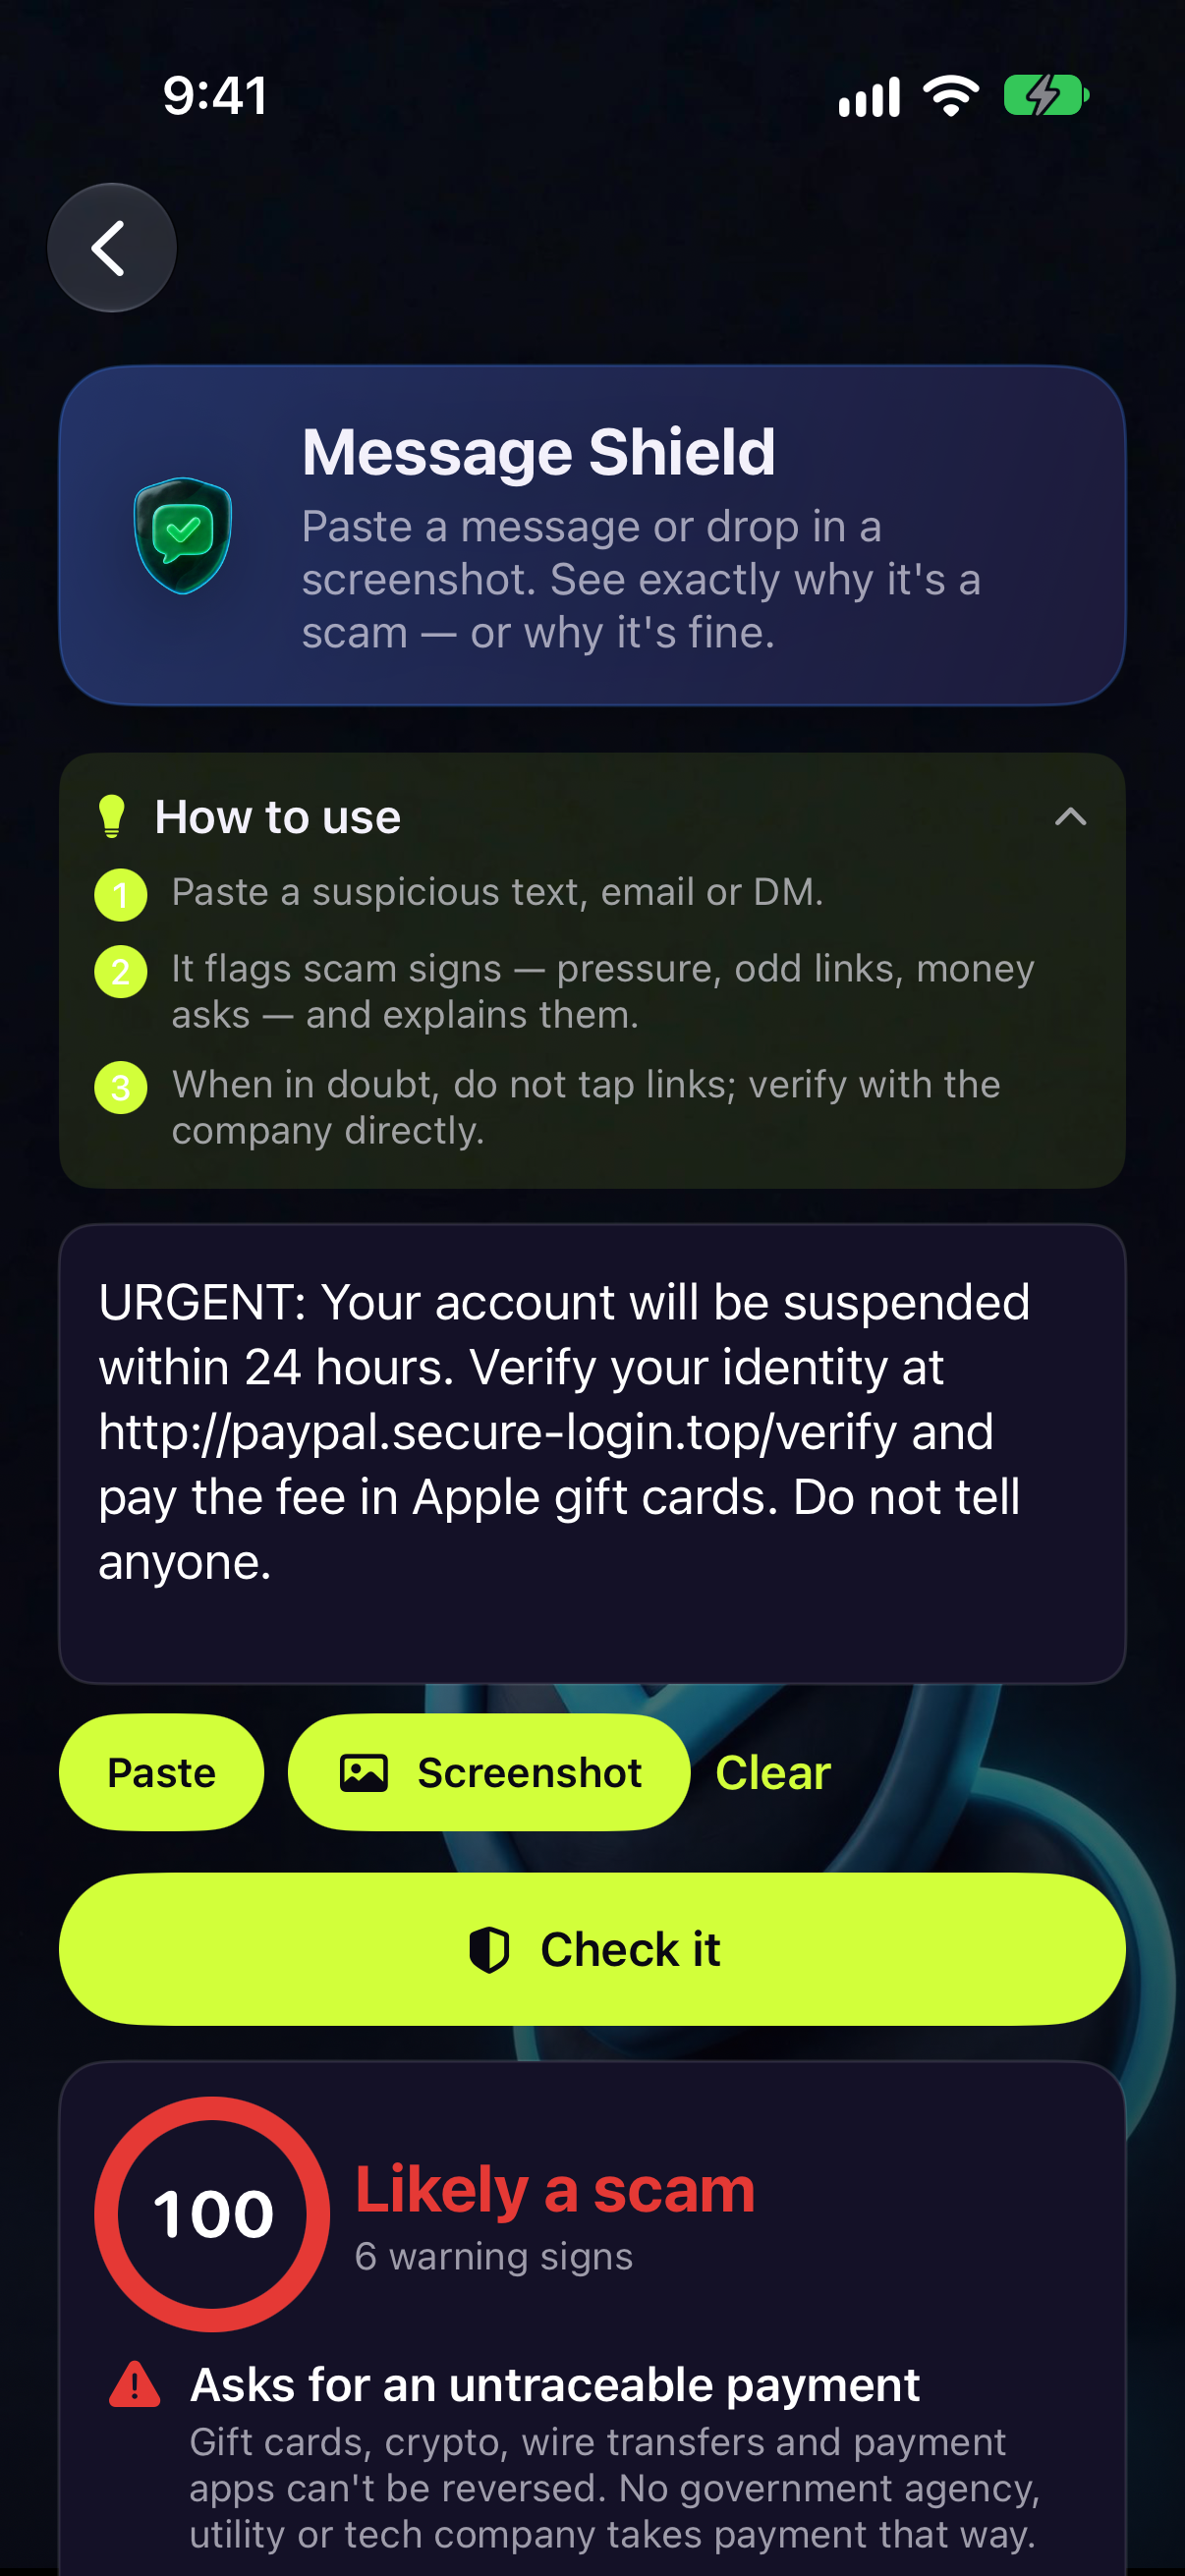 9:41
Message Shield
Paste a message or drop in a
screenshot. See exactly why it's a
scam — or why it's fine.
How to use
1 Paste a suspicious text, email or DM.
2 It flags scam signs — pressure, odd links, money
asks — and explains them.
3 When in doubt, do not tap links; verify with the
company directly.
URGENT: Your account will be suspended
within 24 hours. Verify your identity at
http://paypal.secure-login.top/verify and
pay the fee in Apple gift cards. Do not tell
anyone.
Paste Screenshot Clear
Check it
100
Likely a scam
6 warning signs
Asks for an untraceable payment
Gift cards, crypto, wire transfers and payment
apps can't be reversed. No government agency,
utility or tech company takes payment that way.